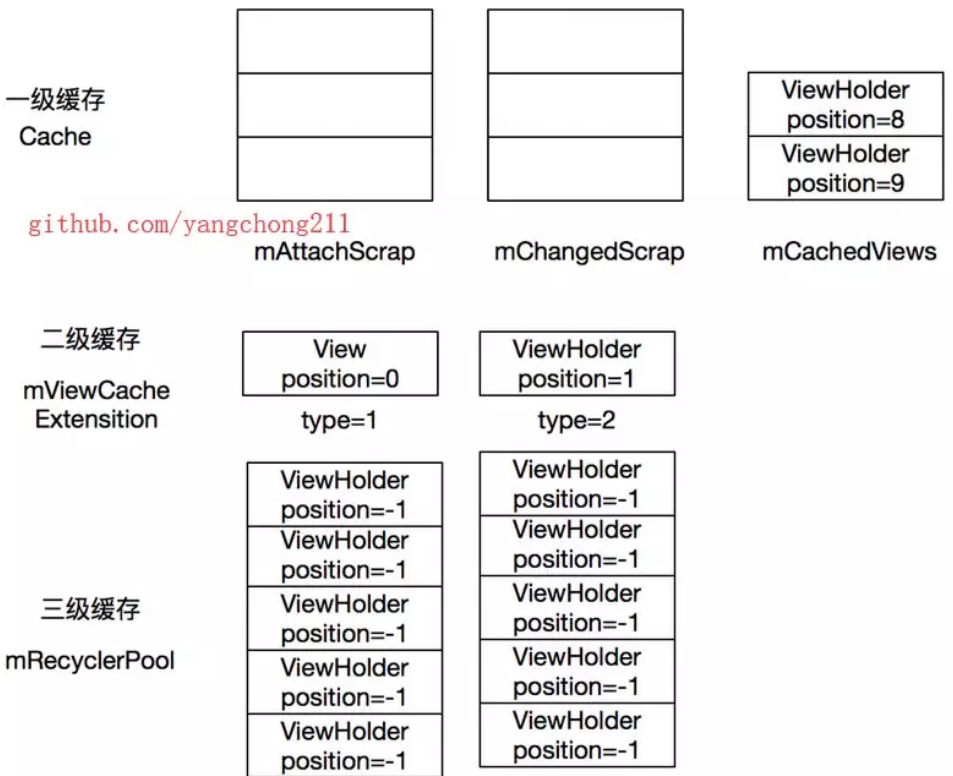 一级缓存
Cache
ViewHolder
position=8
ViewHolder
position=9
github.com/yangchong211
mAttachScrap
mChangedScrap
mCachedViews
二级缓存
mViewCache
Extensition
View
position=0
ViewHolder
position=1
type=1
type=2
三级缓存
mRecyclerPool
ViewHolder
position=-1
ViewHolder
position=-1
ViewHolder
position=-1
ViewHolder
position=-1
ViewHolder
position=-1
ViewHolder
position=-1
ViewHolder
position=-1
ViewHolder
position=-1
ViewHolder
position=-1
ViewHolder
position=-1